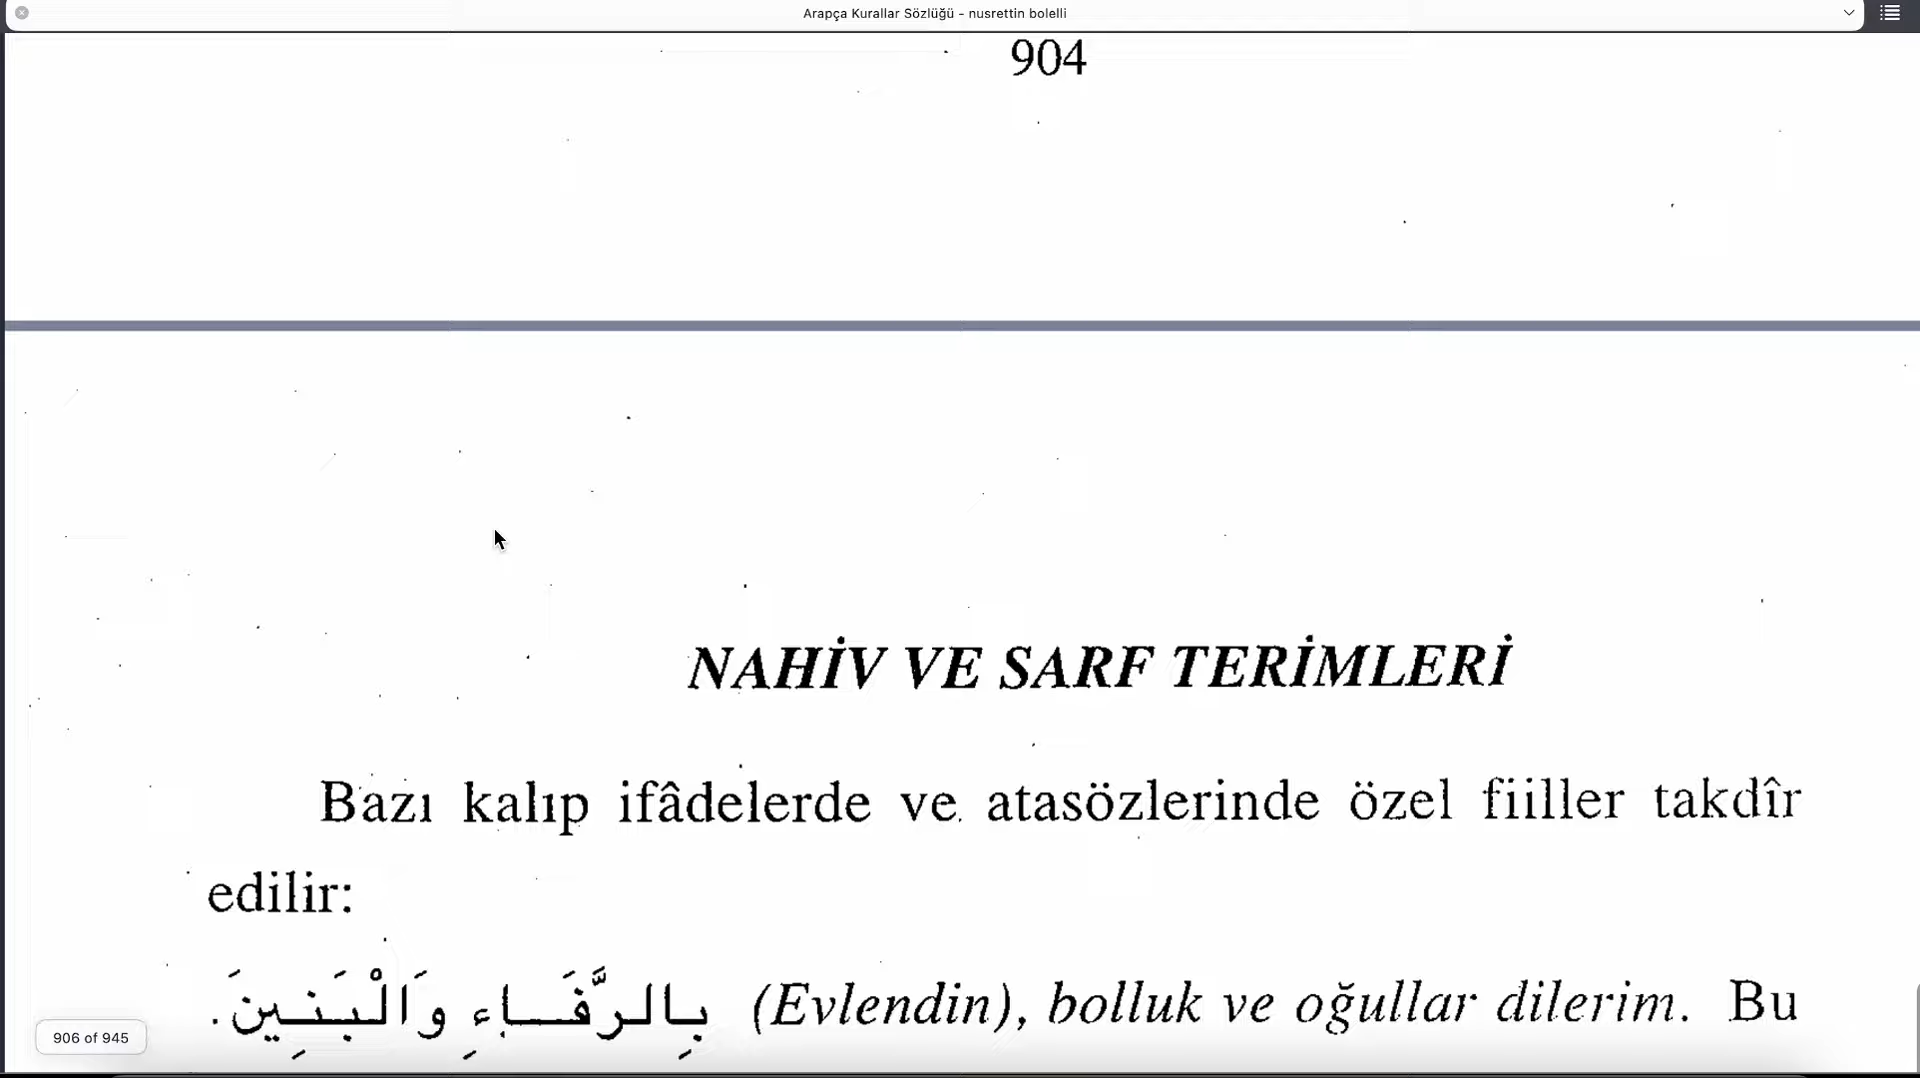 Arapça Kurallar Sözlüğü – nusrettin bolelli
904
NAHİV VE SARF TERİMLERİ
Bazı kalıp ifâdelerde ve atasözlerinde özel fiiller takdîr
edilir:
بِالرَّفَاءِ وَالْبَنِينَ. (Evlendin), bolluk ve oğullar dilerim. Bu
906 of 945